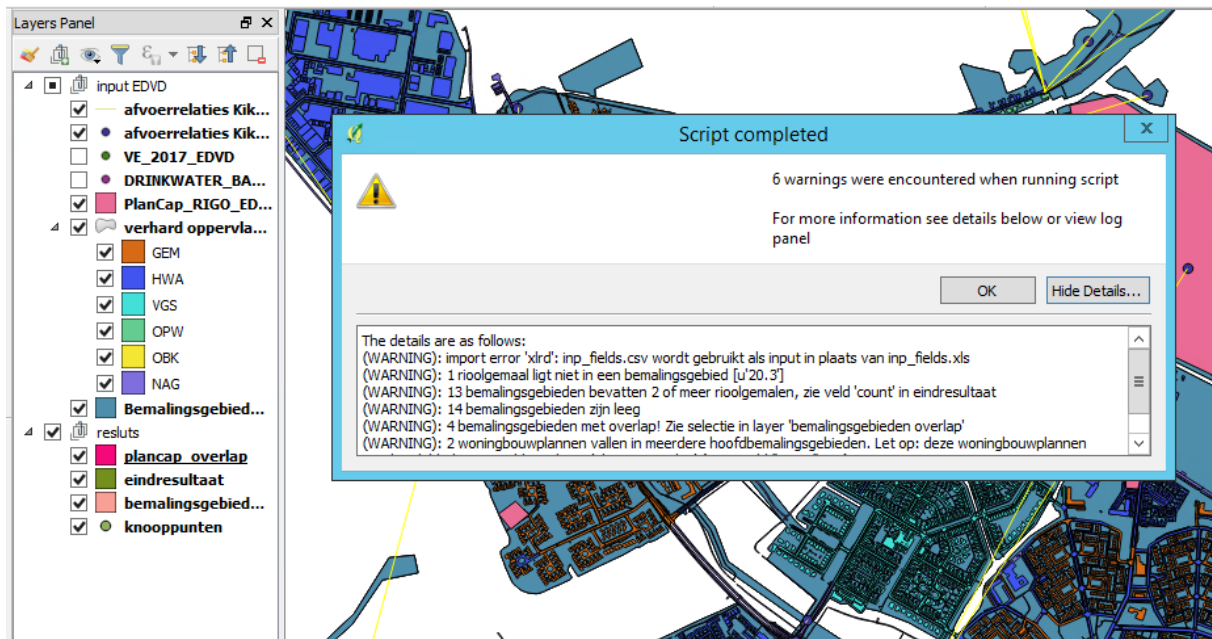 Layers Panel
input EDVD
afvoerrelaties Kik...
afvoerrelaties Kik...
VE_2017_EDVD
DRINKWATER_BA...
PlanCap_RIGO_ED...
verhard oppervla...
GEM
HWA
VGS
OPW
OBK
NAG
Bemalingsgebied...
resluts
plancap_overlap
eindresultaat
bemalingsgebied...
knooppunten
Script completed
x
6 warnings were encountered when running script
For more information see details below or view log
panel
OK
Hide Details...
The details are as follows:
(WARNING): import error 'xlrd': inp_fields.csv wordt gebruikt als input in plaats van inp_fields.xls
(WARNING): 1 rioolgemaal ligt niet in een bemalingsgebied [u'20.3']
(WARNING): 13 bemalingsgebieden bevatten 2 of meer rioolgemalen, zie veld 'count' in eindresultaat
(WARNING): 14 bemalingsgebieden zijn leeg
(WARNING): 4 bemalingsgebieden met overlap! Zie selectie in layer 'bemalingsgebieden overlap'
(WARNING): 2 woningbouwplannen vallen in meerdere hoofdbemalingsgebieden. Let op: deze woningbouwplannen